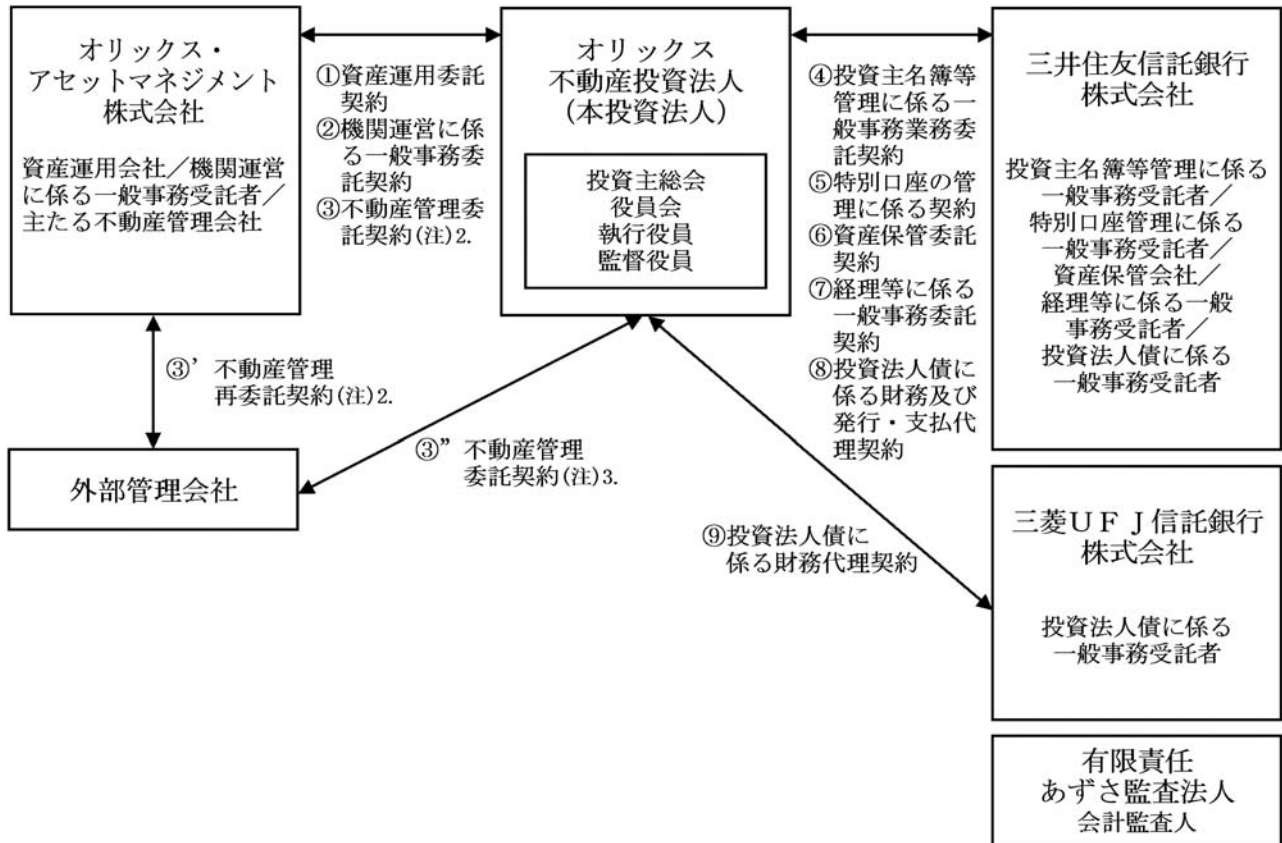 オリックス・
アセットマネジメント
株式会社
資産運用会社／機関運営
に係る一般事務受託者／
主たる不動産管理会社
①資産運用委託
契約
②機関運営に係
る一般事務委
託契約
③不動産管理委
託契約(注)2.
オリックス
不動産投資法人
(本投資法人)
投資主総会
役員会
執行役員
監督役員
④投資主名簿等
管理に係る一
般事務業務委
託契約
⑤特別口座の管
理に係る契約
⑥資産保管委託
契約
⑦経理等に係る
一般事務委託
契約
⑧投資法人債に
係る財務及び
発行・支払代
理契約
三井住友信託銀行
株式会社
投資主名簿等管理に係る
一般事務受託者／
特別口座管理に係る
一般事務受託者／
資産保管会社／
経理等に係る一般
事務受託者／
投資法人債に係る
一般事務受託者
③’ 不動産管理
再委託契約(注)2.
外部管理会社
③” 不動産管理
委託契約(注)3.
⑨投資法人債に
係る財務代理契約
三菱ＵＦＪ信託銀行
株式会社
投資法人債に係る
一般事務受託者
有限責任
あずさ監査法人
会計監査人